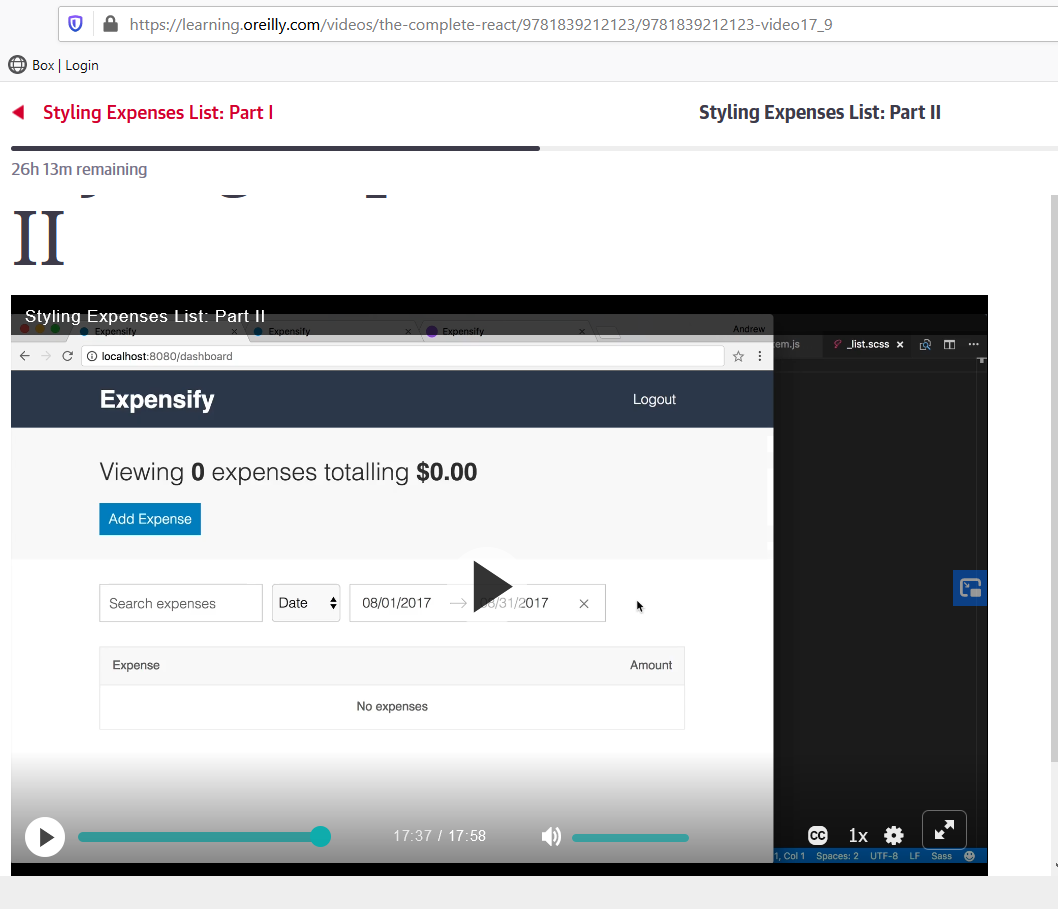 https://learning.oreilly.com/videos/the-complete-react/9781839212123/9781839212123-video17_9
Box | Login
Styling Expenses List: Part I
Styling Expenses List: Part II
26h 13m remaining
II
Styling Expenses List: Part II
Expensify
Expensify
Expensify
Andrew
localhost:8080/dashboard
em.js
_list.scss
Expensify
Logout
Viewing 0 expenses totalling $0.00
Add Expense
Search expenses
Date
08/01/2017
08/31/2017
Expense
Amount
No expenses
17:37 / 17:58
CC
1x
1, Col 1
Spaces: 2
UTF-8
LF
Sass